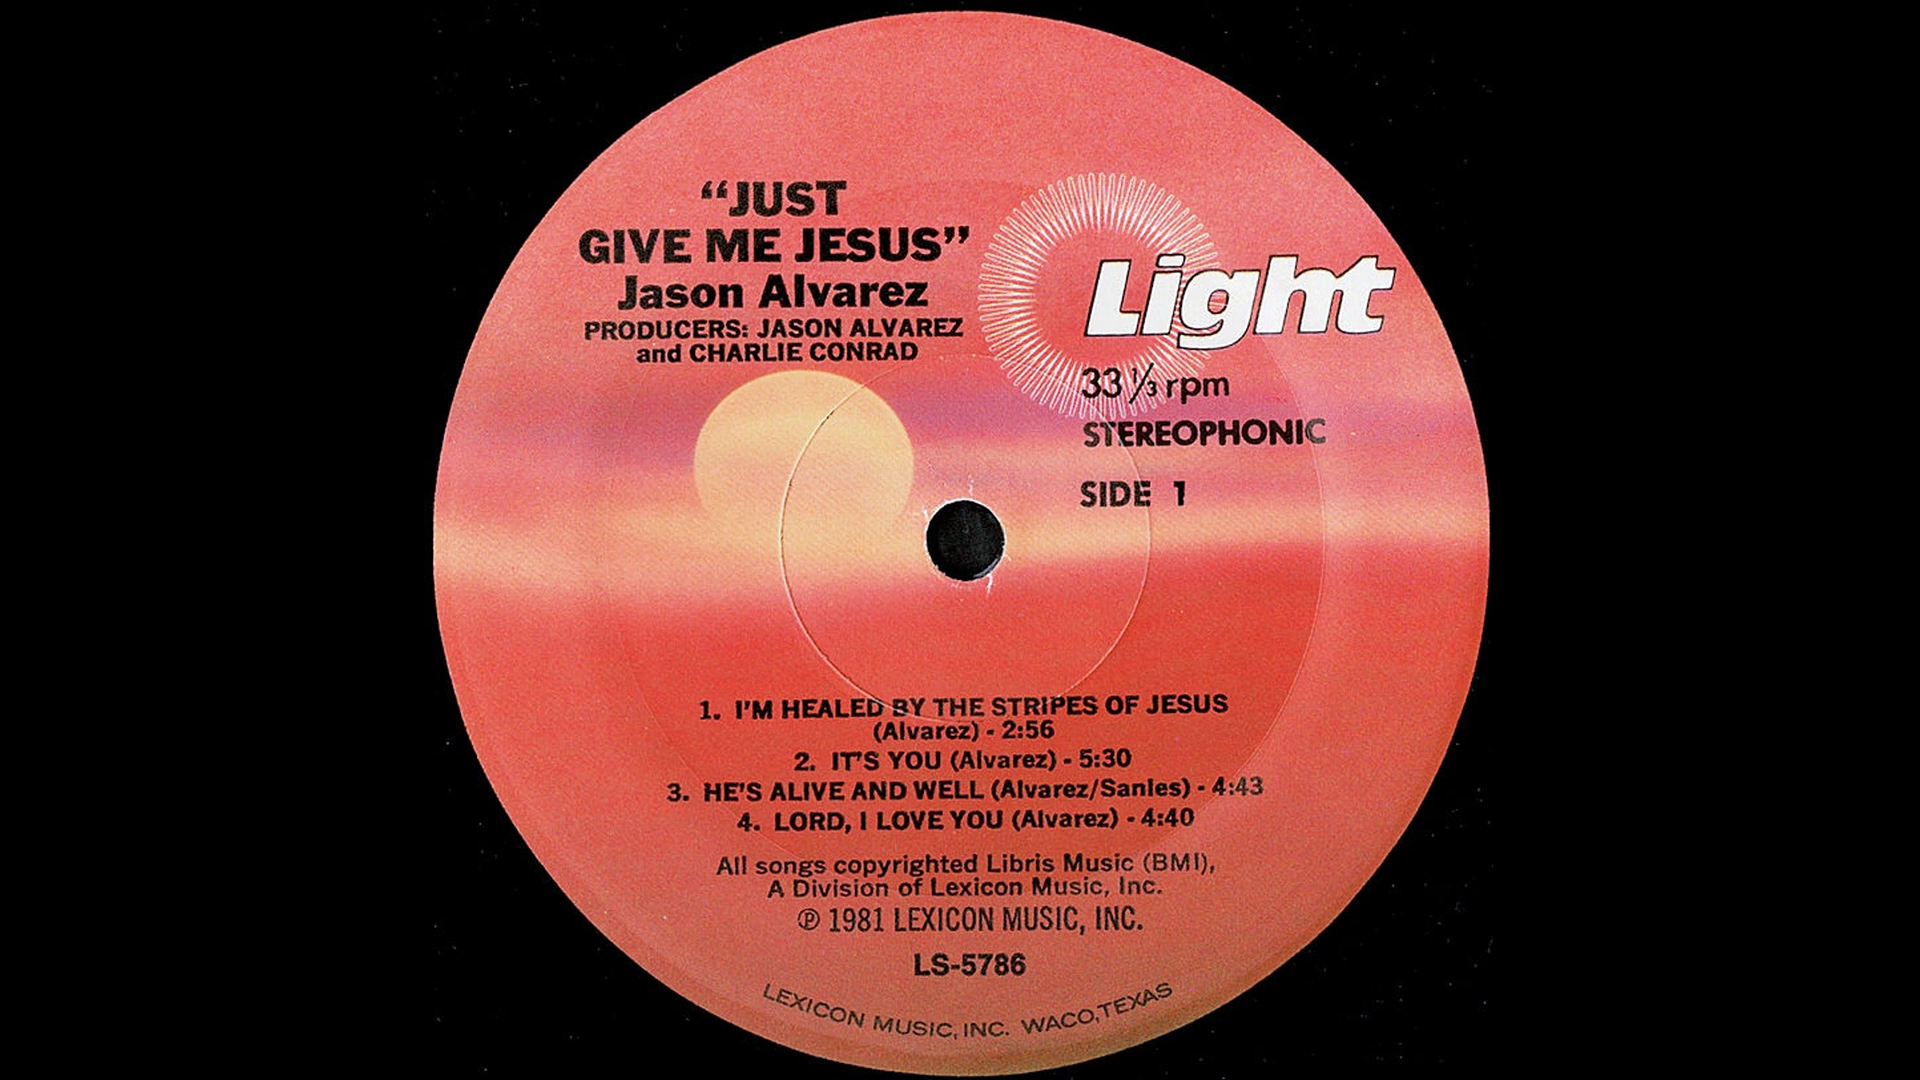 “JUST
GIVE ME JESUS”
Jason Alvarez
PRODUCERS: JASON ALVAREZ
and CHARLIE CONRAD
Light
33 1/3 rpm
STEREOPHONIC
SIDE 1
1. I'M HEALED BY THE STRIPES OF JESUS
(Alvarez) - 2:56
2. IT'S YOU (Alvarez) - 5:30
3. HE'S ALIVE AND WELL (Alvarez/Sanles) - 4:43
4. LORD, I LOVE YOU (Alvarez) - 4:40
All songs copyrighted Libris Music (BMI),
A Division of Lexicon Music, Inc.
℗ 1981 LEXICON MUSIC, INC.
LS-5786
LEXICON MUSIC, INC. WACO, TEXAS